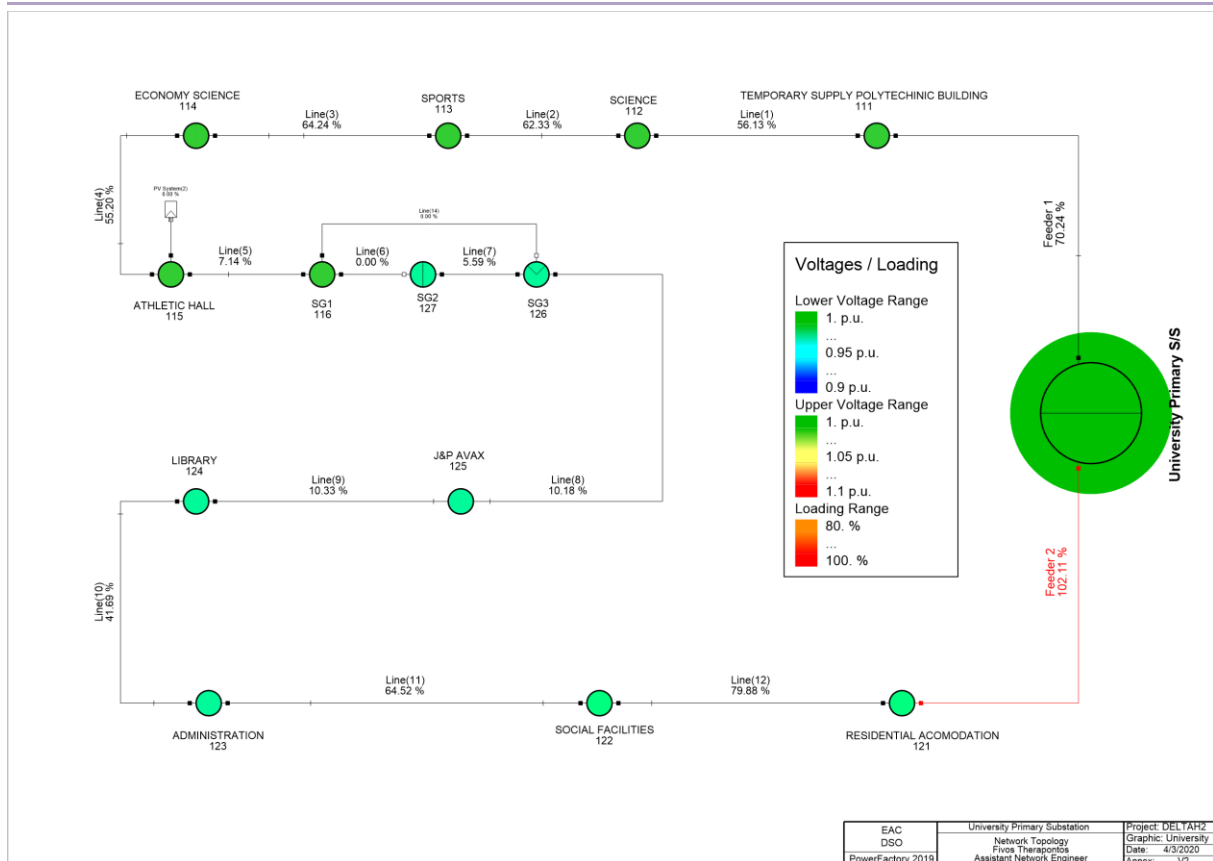 ECONOMY SCIENCE
114
Line(3)
64.24 %
SPORTS
113
Line(2)
62.33 %
SCIENCE
112
Line(1)
56.13 %
TEMPORARY SUPPLY POLYTECHINIC BUILDING
111
Line(4)
55.20 %
PV System(2)
0.00 %
Line(14)
0.00 %
Feeder 1
70.24 %
ATHLETIC HALL
115
Line(5)
7.14 %
SG1
116
Line(6)
0.00 %
SG2
127
Line(7)
5.59 %
SG3
126
Voltages / Loading
Lower Voltage Range
1. p.u.
...
0.95 p.u.
...
0.9 p.u.
Upper Voltage Range
1. p.u.
...
1.05 p.u.
...
1.1 p.u.
Loading Range
80. %
...
100. %
University Primary S/S
LIBRARY
124
Line(9)
10.33 %
J&P AVAX
125
Line(8)
10.18 %
Feeder 2
102.11 %
Line(10)
41.69 %
ADMINISTRATION
123
Line(11)
64.52 %
SOCIAL FACILITIES
122
Line(12)
79.88 %
RESIDENTIAL ACOMODATION
121
EAC
DSO
PowerFactory 2019
University Primary Substation
Network Topology
Fivos Therapontos
Assistant Network Engineer
Project: DELTAH2
Graphic: University
Date: 4/3/2020
Annex: V2